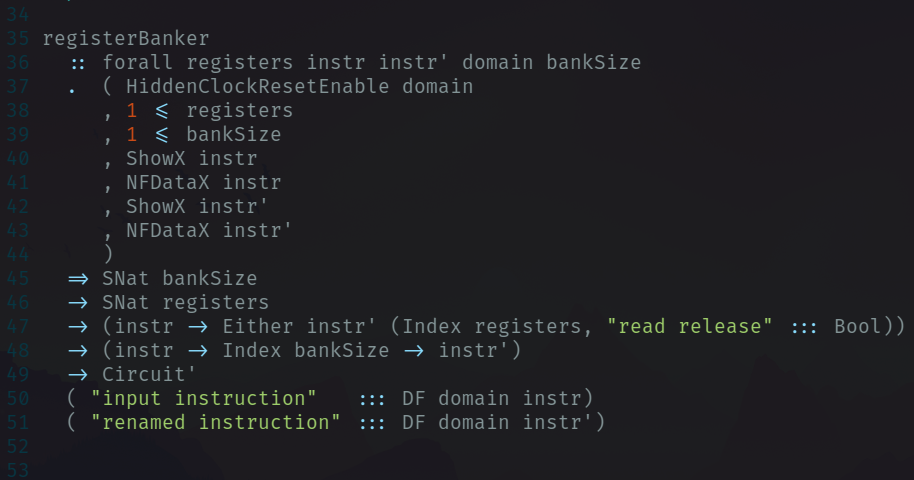 34
35 registerBanker
36   :: forall registers instr instr' domain bankSize
37   .  ( HiddenClockResetEnable domain
38      , 1 <= registers
39      , 1 <= bankSize
40      , ShowX instr
41      , NFDataX instr
42      , ShowX instr'
43      , NFDataX instr'
44      )
45   => SNat bankSize
46   -> SNat registers
47   -> (instr -> Either instr' (Index registers, "read release" ::: Bool))
48   -> (instr -> Index bankSize -> instr')
49   -> Circuit'
50   ( "input instruction"   ::: DF domain instr)
51   ( "renamed instruction" ::: DF domain instr')
52
53